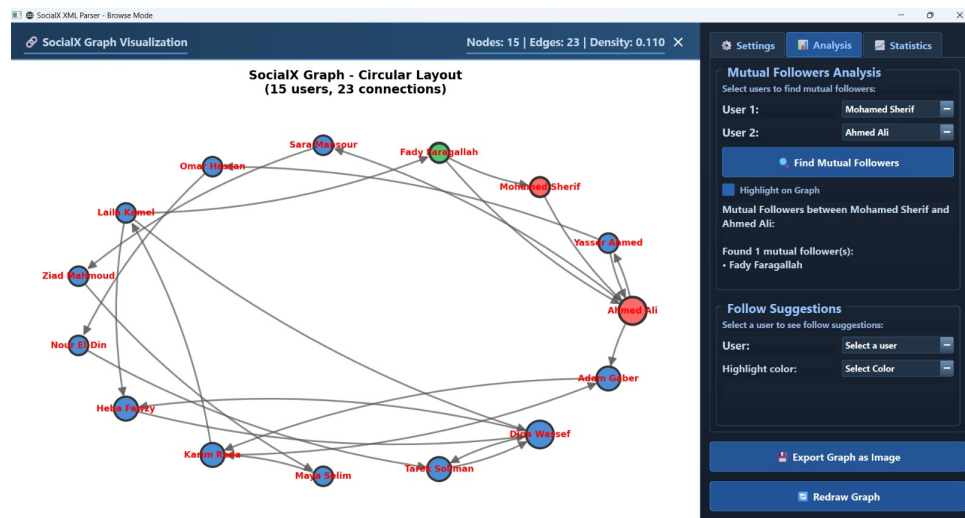 SocialX XML Parser - Browse Mode
SocialX Graph Visualization
Nodes: 15 | Edges: 23 | Density: 0.110
SocialX Graph - Circular Layout
(15 users, 23 connections)
Sara Mansour
Fady Faragallah
Omar Hassan
Mohamed Sherif
Laila Kamel
Yasser Ahmed
Ziad Mahmoud
Ahmed Ali
Nour El-Din
Adam Gaber
Heba Fawzy
Dina Wassef
Karim Reda
Tarek Soliman
Maya Selim
Settings
Analysis
Statistics
Mutual Followers Analysis
Select users to find mutual followers:
User 1:
Mohamed Sherif
User 2:
Ahmed Ali
Find Mutual Followers
Highlight on Graph
Mutual Followers between Mohamed Sherif and
Ahmed Ali:
Found 1 mutual follower(s):
• Fady Faragallah
Follow Suggestions
Select a user to see follow suggestions:
User:
Select a user
Highlight color:
Select Color
Export Graph as Image
Redraw Graph